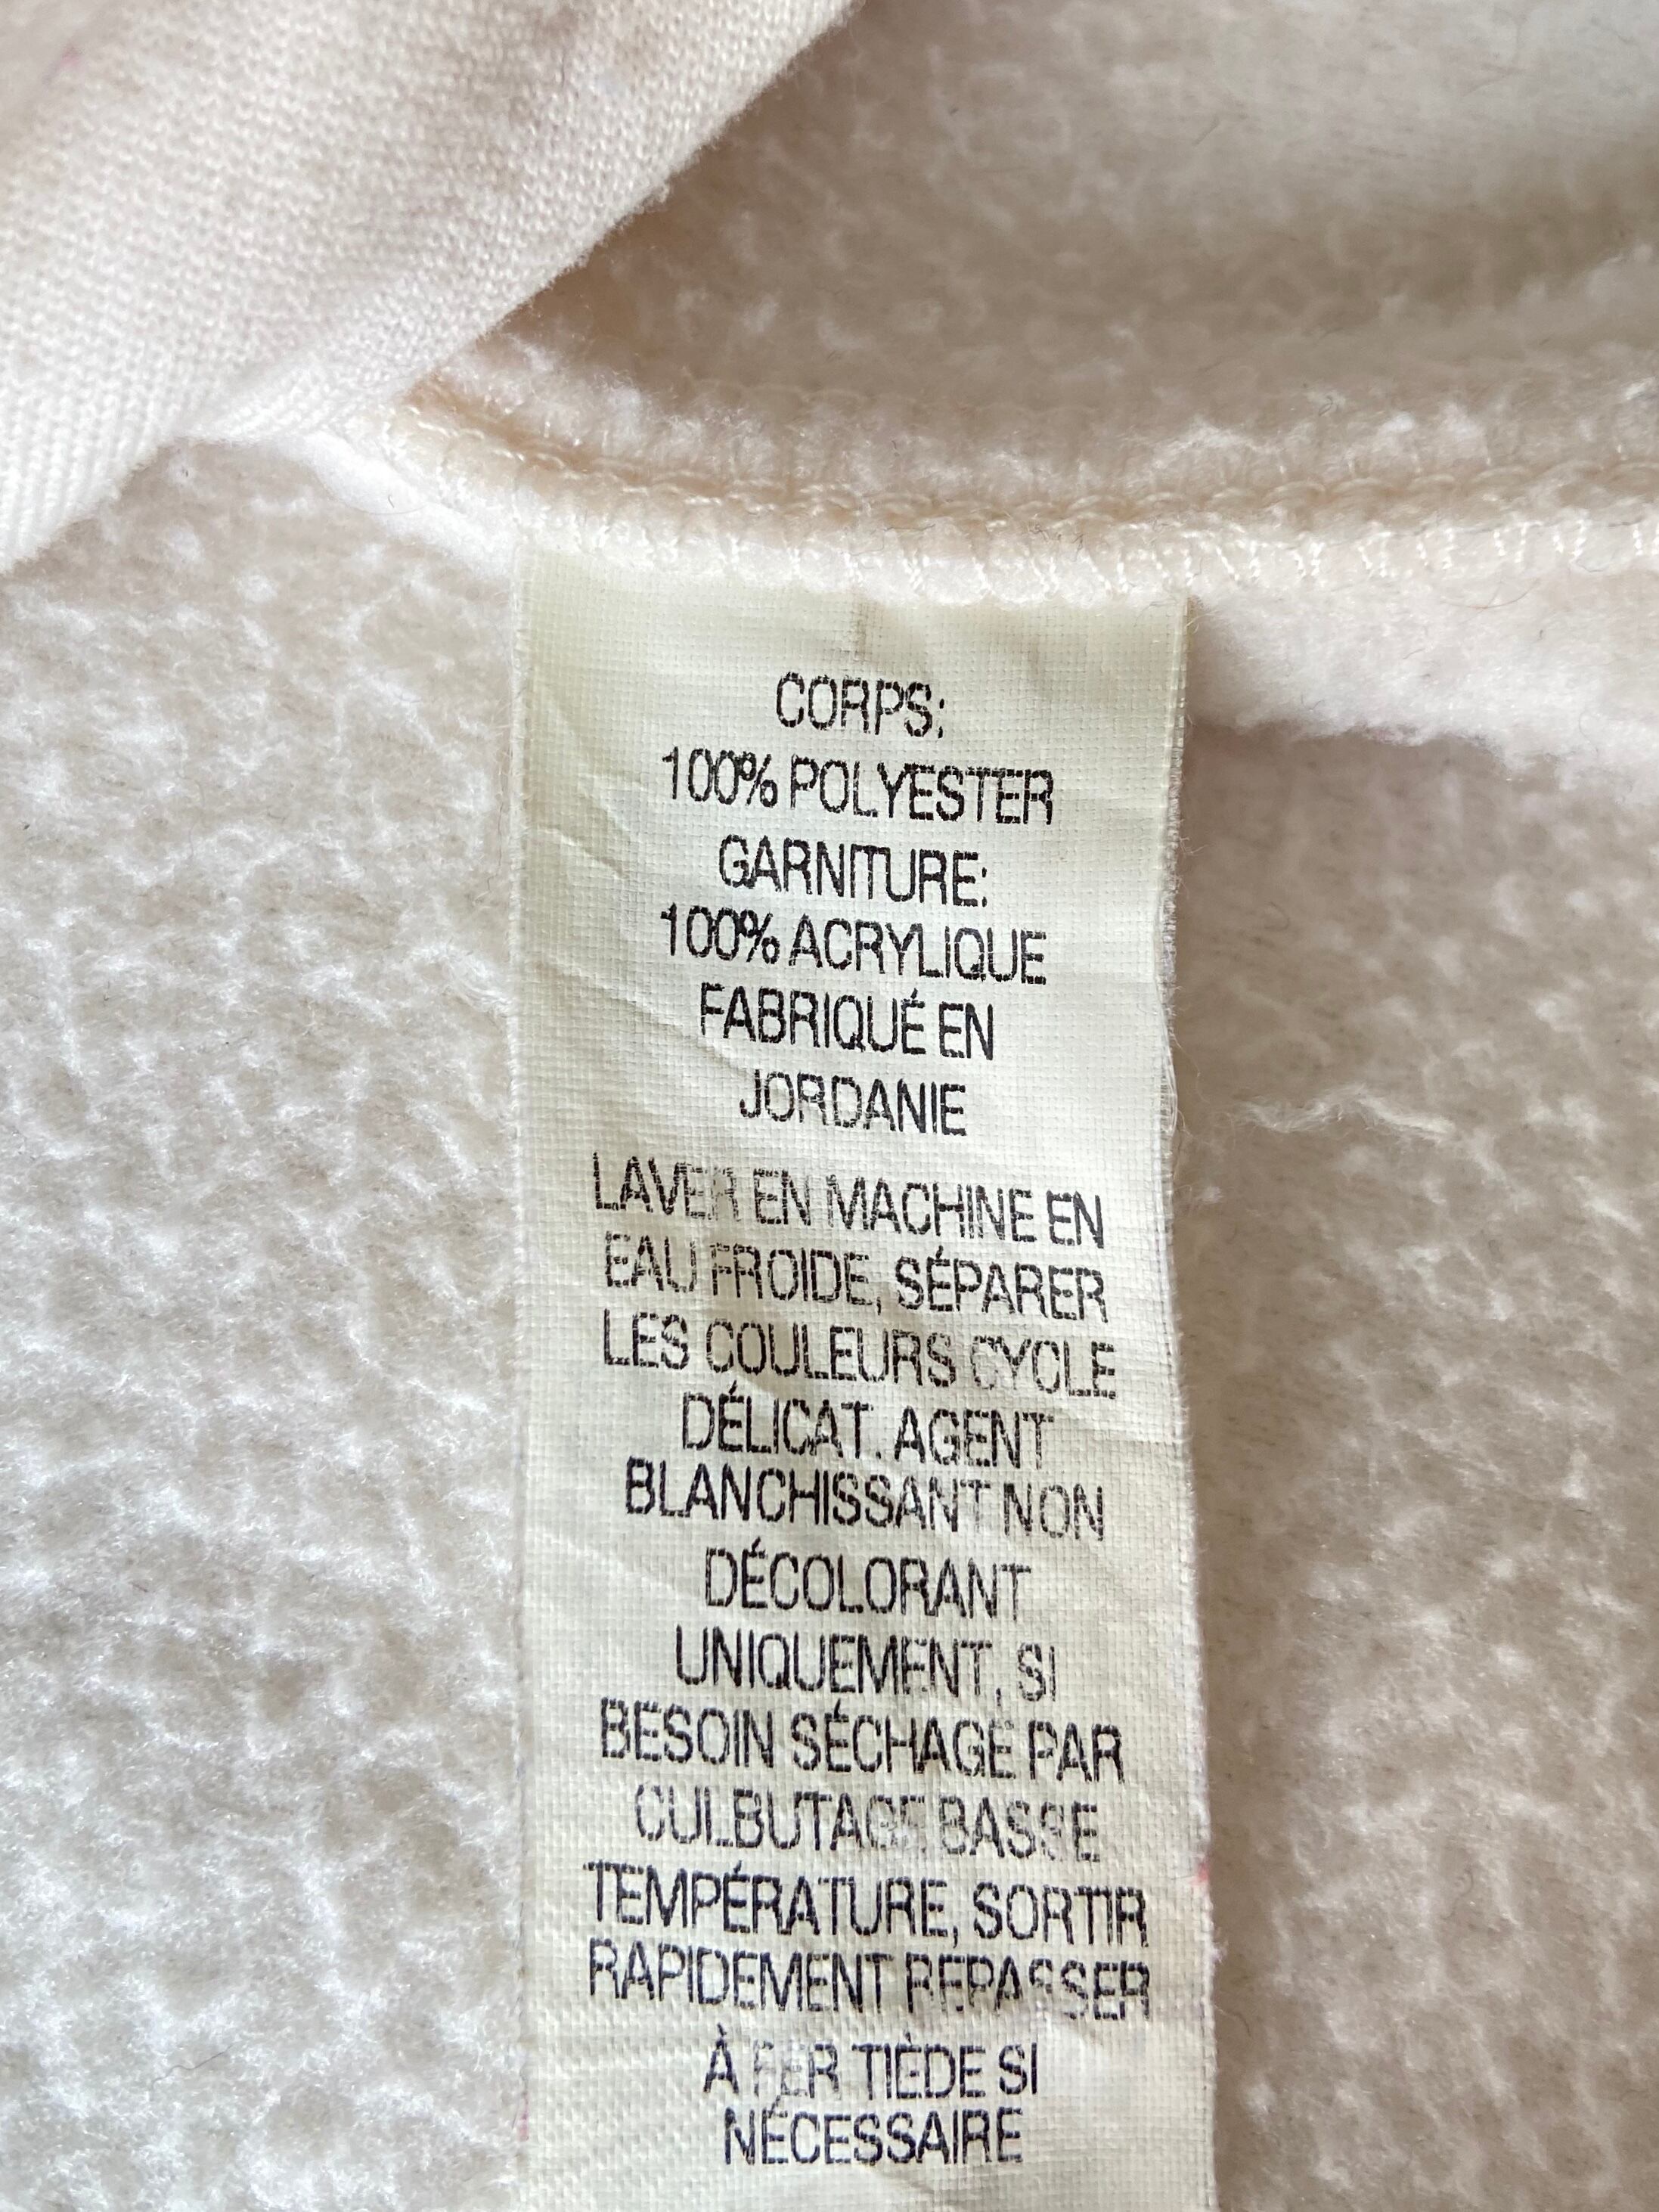 CORPS:
100% POLYESTER
GARNITURE:
100% ACRYLIQUE
FABRIQUÉ EN
JORDANIE
LAVER EN MACHINE EN
EAU FROIDE, SÉPARER
LES COULEURS CYCLE
DÉLICAT. AGENT
BLANCHISSANT NON
DÉCOLORANT
UNIQUEMENT, SI
BESOIN SÉCHAGE PAR
CULBUTAGE BASSE
TEMPÉRATURE, SORTIR
RAPIDEMENT REPASSER
À FER TIÈDE SI
NÉCESSAIRE